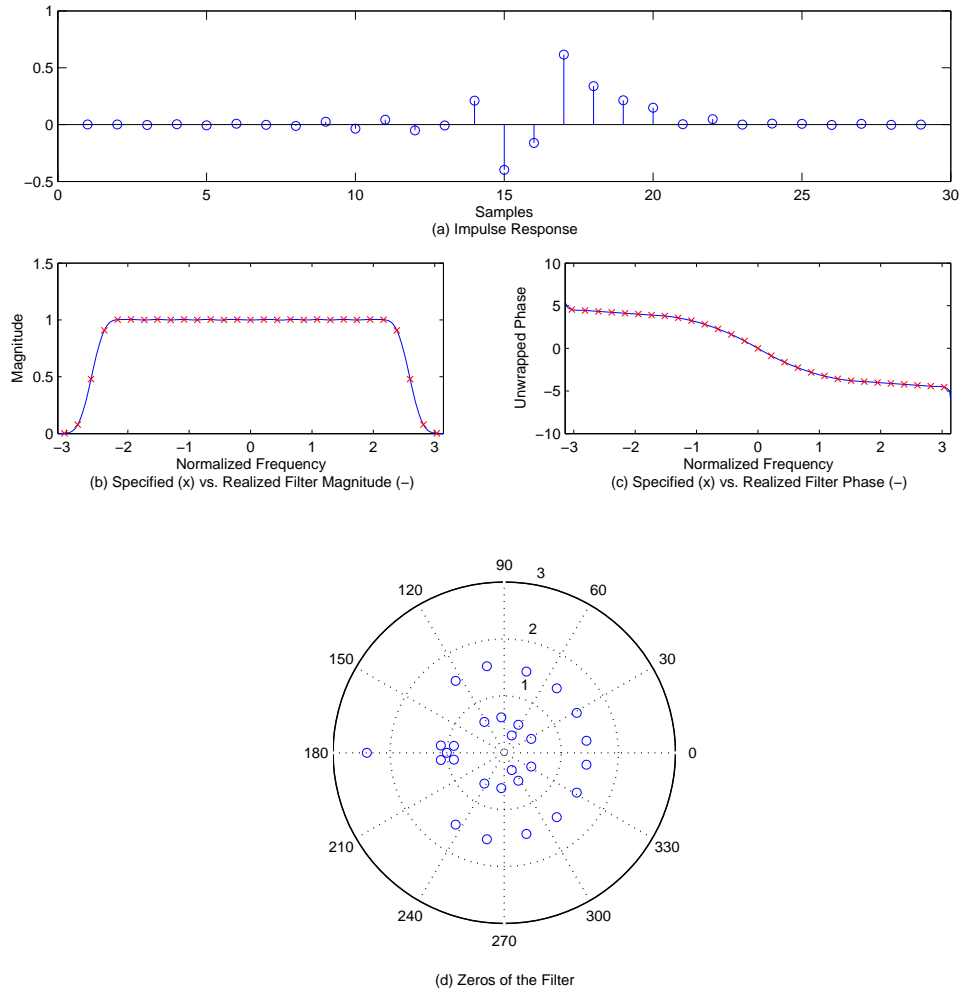 1
0.5
0
−0.5
0 5 10 15 20 25 30
Samples
(a) Impulse Response
1.5
1
0.5
0
Magnitude
−3 −2 −1 0 1 2 3
Normalized Frequency
(b) Specified (x) vs. Realized Filter Magnitude (−)
10
5
0
−5
−10
Unwrapped Phase
−3 −2 −1 0 1 2 3
Normalized Frequency
(c) Specified (x) vs. Realized Filter Phase (−)
90
3
120
60
2
150
30
1
180
0
210
330
240
300
270
(d) Zeros of the Filter